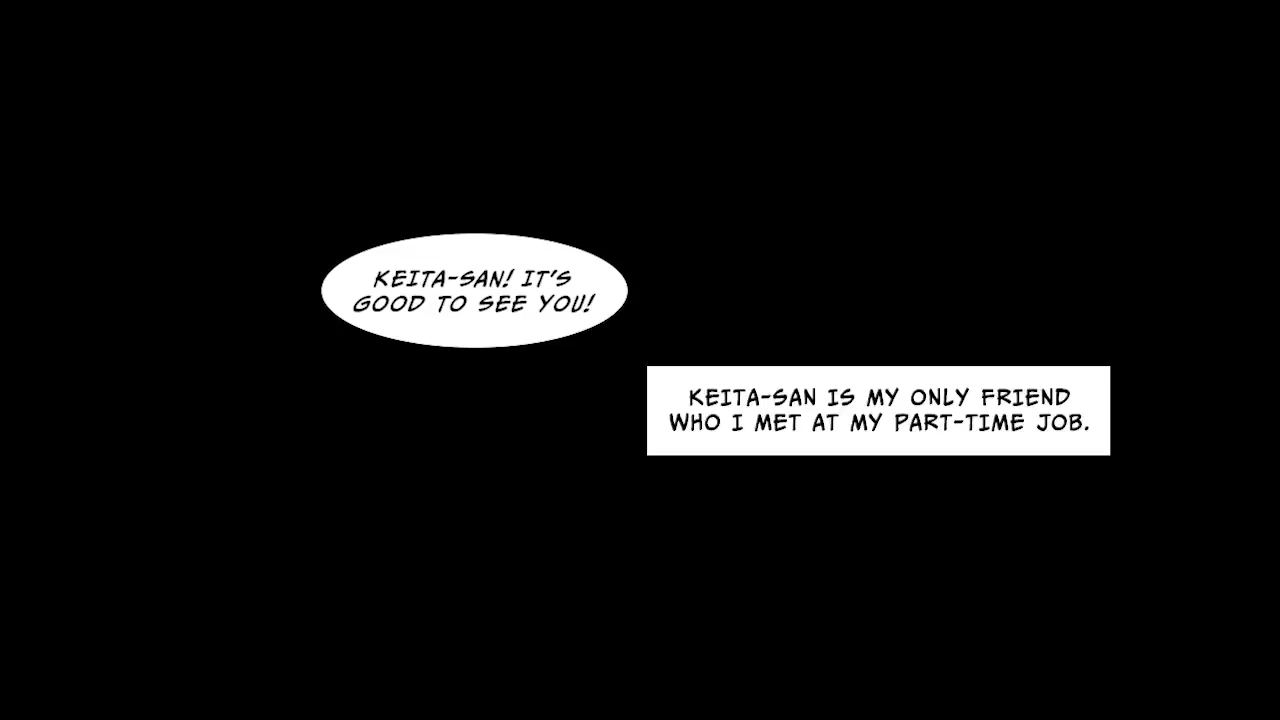 KEITA-SAN! IT'S
GOOD TO SEE YOU!
KEITA-SAN IS MY ONLY FRIEND
WHO I MET AT MY PART-TIME JOB.